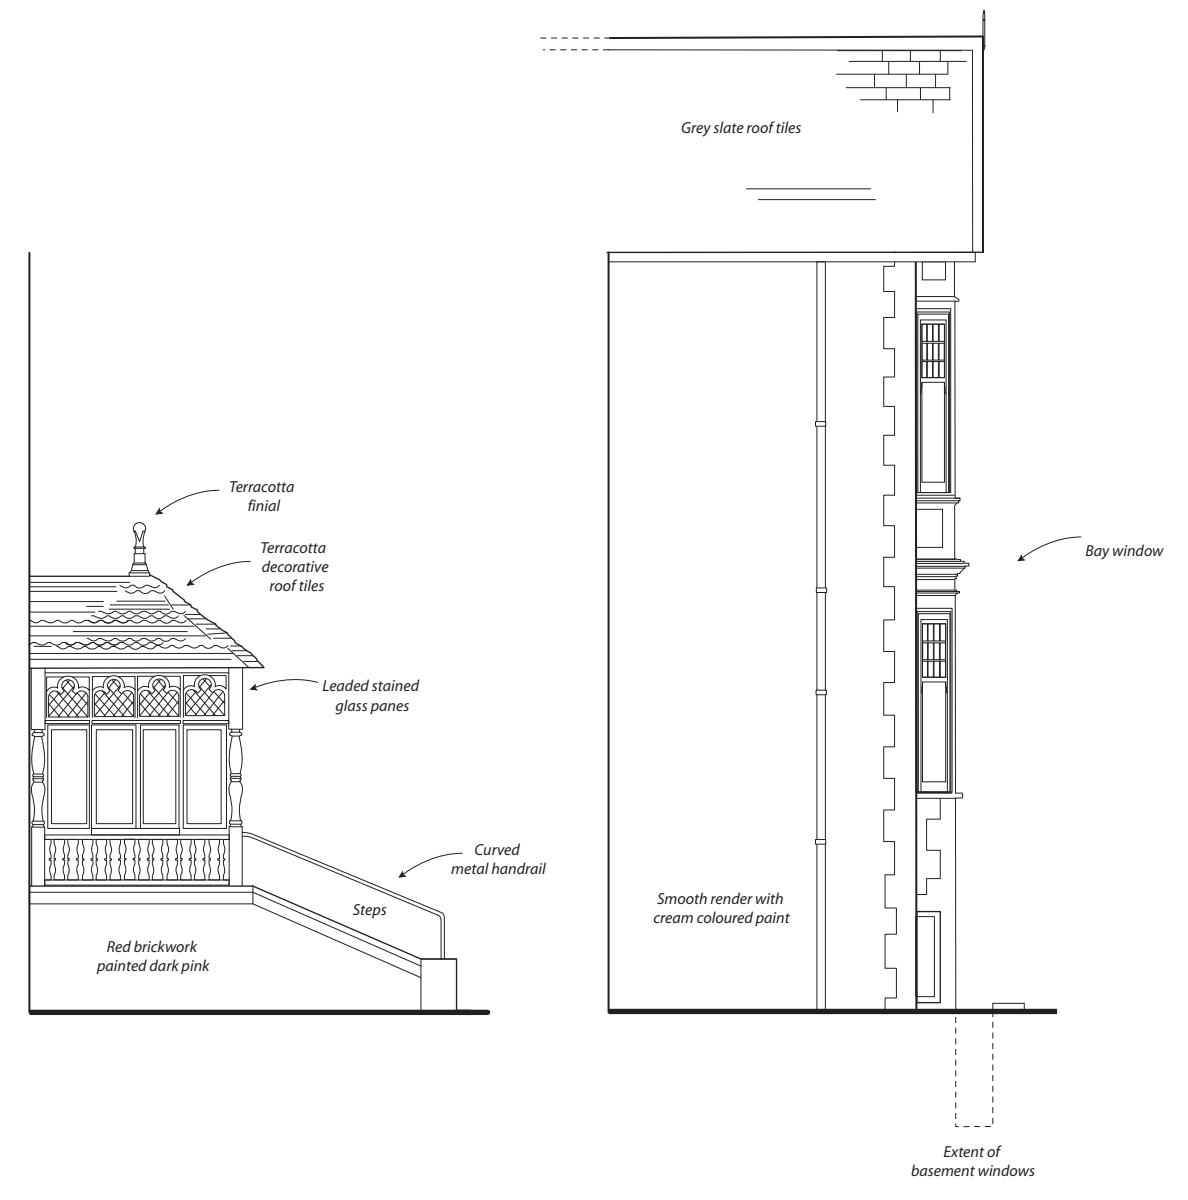 Grey slate roof tiles
Terracotta
finial
Terracotta
decorative
roof tiles
Bay window
Leaded stained
glass panes
Curved
metal handrail
Steps
Smooth render with
cream coloured paint
Red brickwork
painted dark pink
Extent of
basement windows